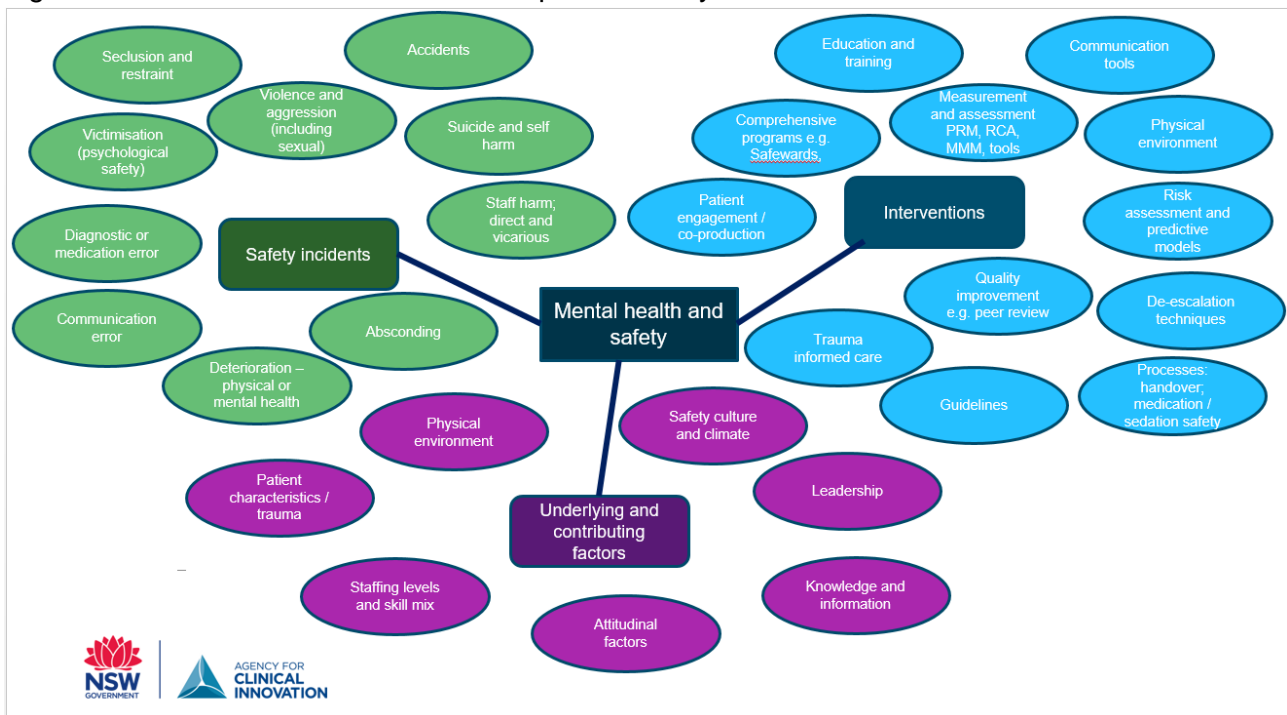 Seclusion and
restraint
Accidents
Violence and
aggression
(including
sexual)
Victimisation
(psychological
safety)
Suicide and self
harm
Staff harm;
direct and
vicarious
Diagnostic or
medication error
Safety incidents
Communication
error
Absconding
Deterioration –
physical or
mental health
Education and
training
Communication
tools
Measurement
and assessment
PRM, RCA,
MMM, tools
Comprehensive
programs e.g.
Safewards,
Physical
environment
Patient
engagement /
co-production
Interventions
Risk
assessment and
predictive
models
Quality
improvement
e.g. peer review
De-escalation
techniques
Trauma
informed care
Guidelines
Processes:
handover;
medication /
sedation safety
Mental health and
safety
Physical
environment
Safety culture
and climate
Patient
characteristics /
trauma
Leadership
Underlying and
contributing
factors
Staffing levels
and skill mix
Attitudinal
factors
Knowledge and
information
NSW
GOVERNMENT
AGENCY FOR
CLINICAL
INNOVATION